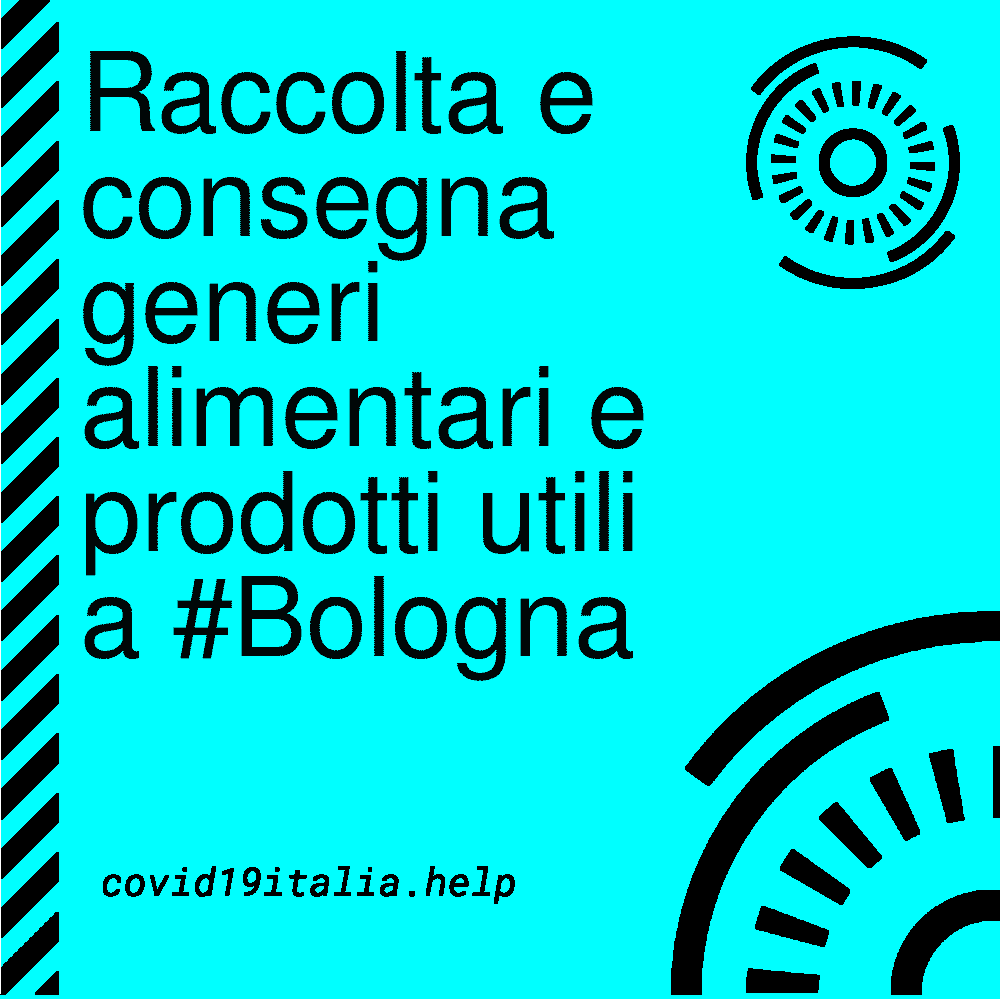 Raccolta e
consegna
generi
alimentari e
prodotti utili
a #Bologna
covid19italia.help